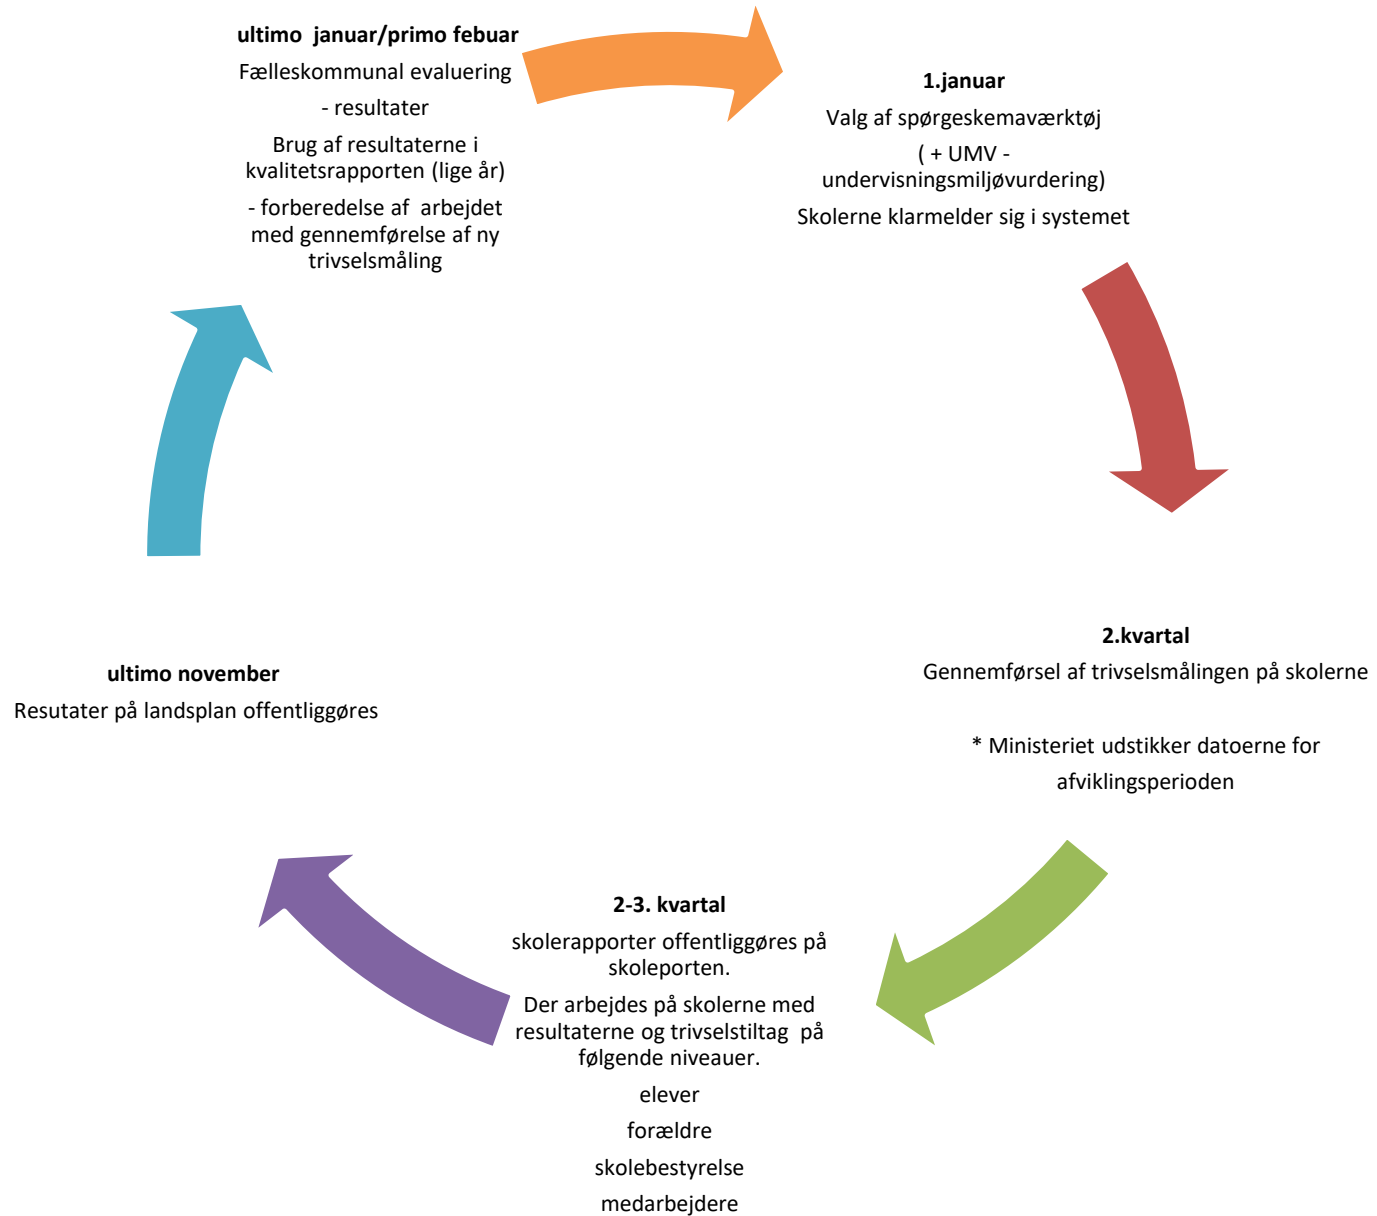 ultimo  januar/primo febuar
Fælleskommunal evaluering
- resultater
Brug af resultaterne i
kvalitetsrapporten (lige år)
- forberedelse af  arbejdet
med gennemførelse af ny
trivselsmåling
1.januar
Valg af spørgeskemaværktøj
( + UMV -
undervisningsmiljøvurdering)
Skolerne klarmelder sig i systemet
2.kvartal
Gennemførsel af trivselsmålingen på skolerne
* Ministeriet udstikker datoerne for
afviklingsperioden
2-3. kvartal
skolerapporter offentliggøres på
skoleporten.
Der arbejdes på skolerne med
resultaterne og trivselstiltag  på
følgende niveauer.
elever
forældre
skolebestyrelse
medarbejdere
ultimo november
Resutater på landsplan offentliggøres